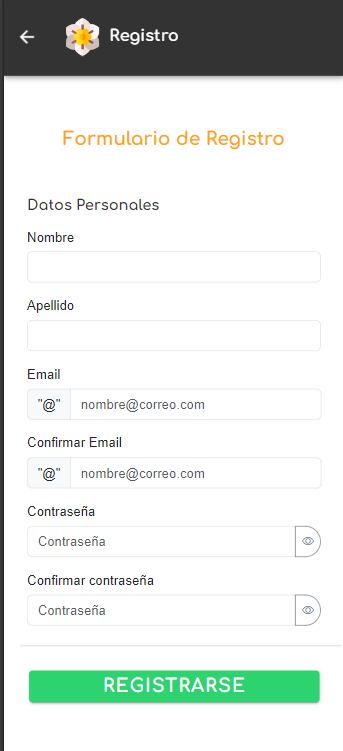 Registro
Formulario de Registro
Datos Personales
Nombre
Apellido
Email
"@" nombre@correo.com
Confirmar Email
"@" nombre@correo.com
Contraseña
Contraseña
Confirmar contraseña
Contraseña
REGISTRARSE